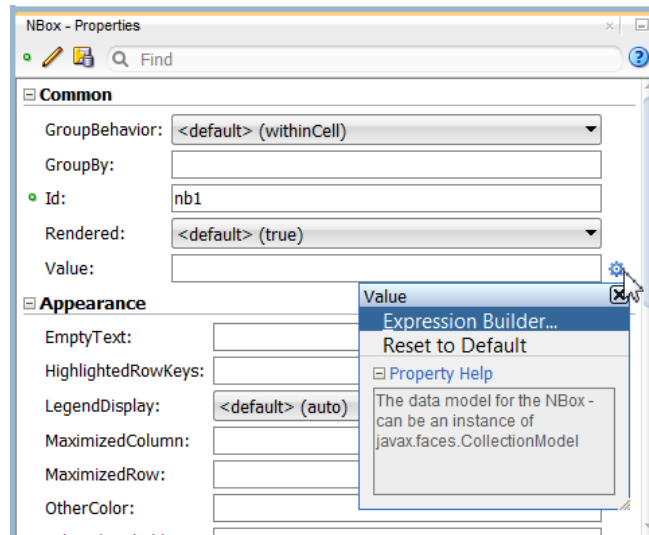 NBox - Properties
Find
Common
GroupBehavior: <default> (withinCell)
GroupBy:
Id: nb1
Rendered: <default> (true)
Value:
Appearance
EmptyText:
HighlightedRowKeys:
LegendDisplay: <default> (auto)
MaximizedColumn:
MaximizedRow:
OtherColor:
Value
Expression Builder...
Reset to Default
Property Help
The data model for the NBox -
can be an instance of
javax.faces.CollectionModel